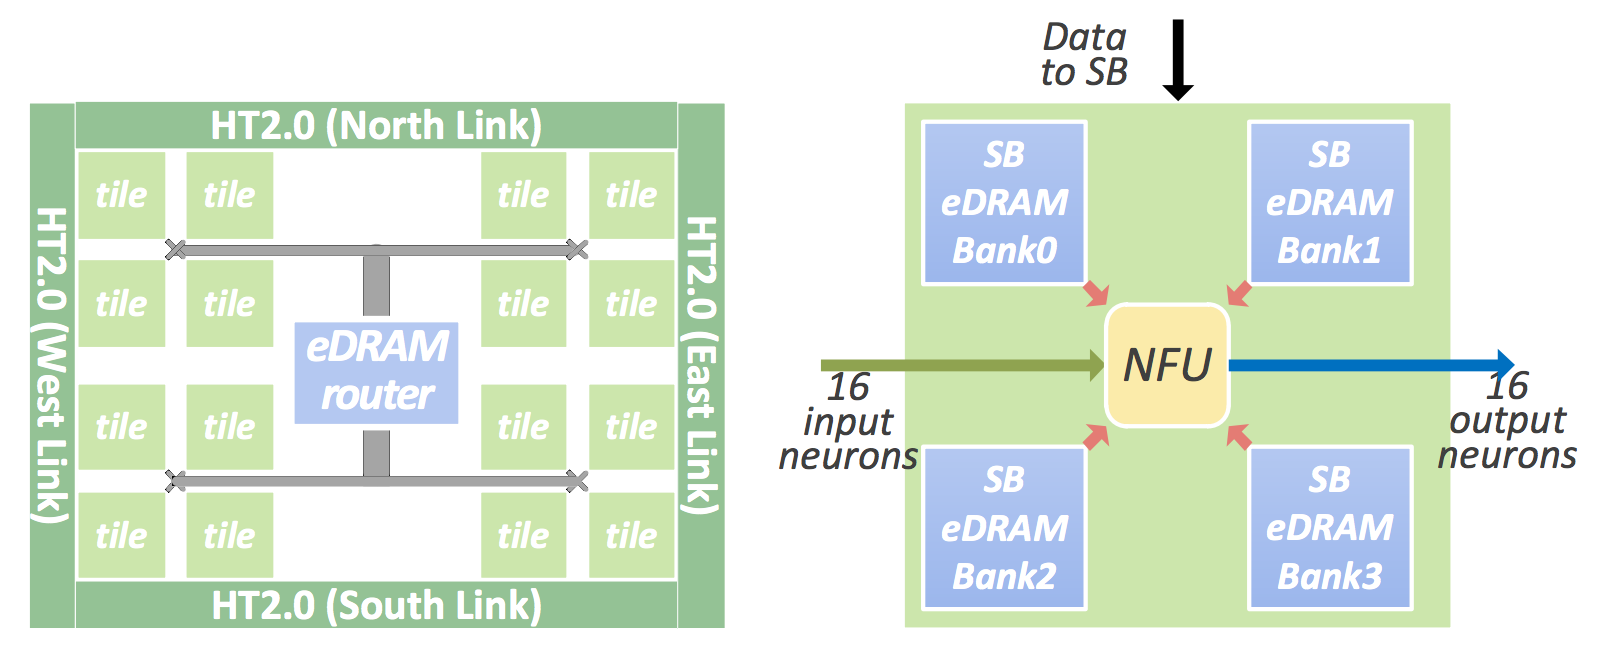 HT2.0 (North Link)
tile tile tile tile
HT2.0 (West Link)
HT2.0 (East Link)
tile tile tile tile
eDRAM
router
tile tile tile tile
tile tile tile tile
HT2.0 (South Link)
Data
to SB
SB
eDRAM
Bank0
SB
eDRAM
Bank1
NFU
16
input
neurons
16
output
neurons
SB
eDRAM
Bank2
SB
eDRAM
Bank3